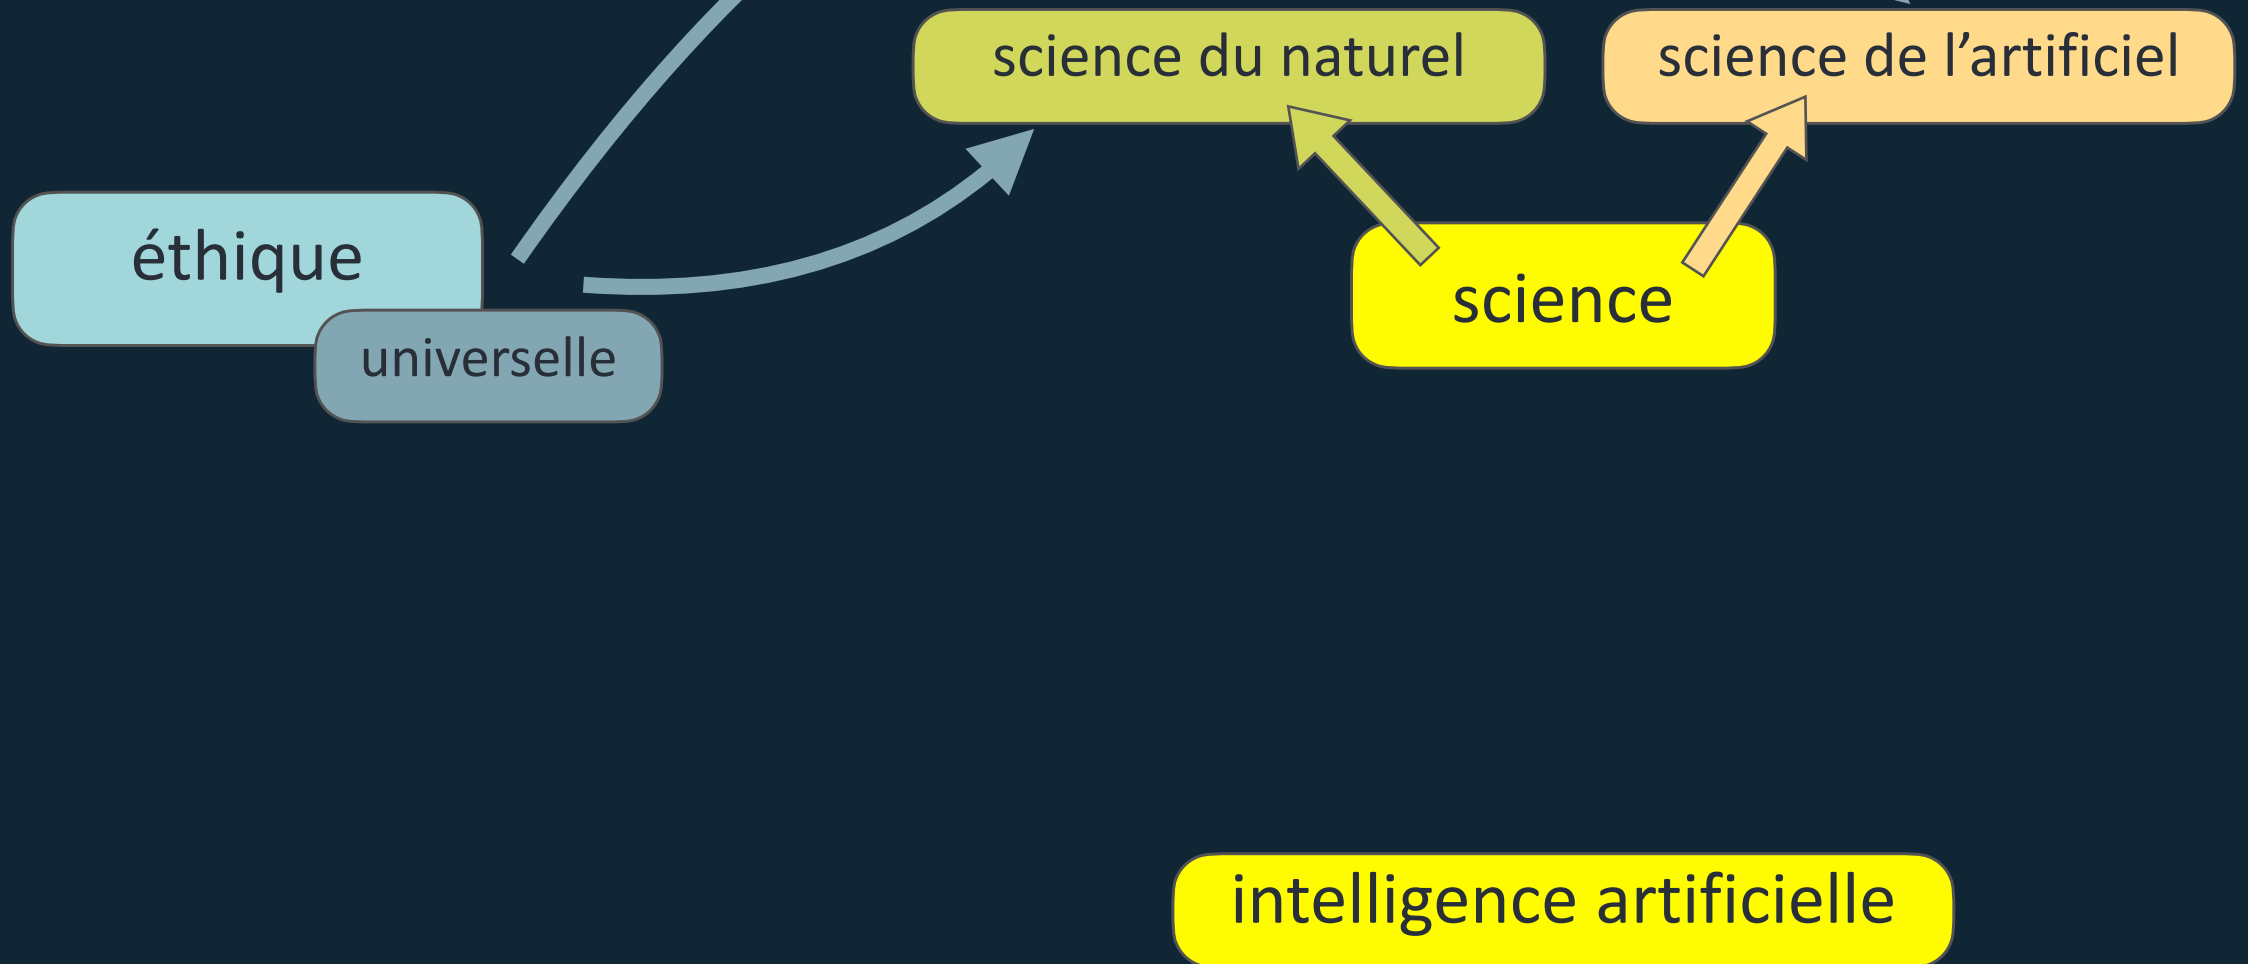 science du naturel
science de l’artificiel
éthique
universelle
science
intelligence artificielle